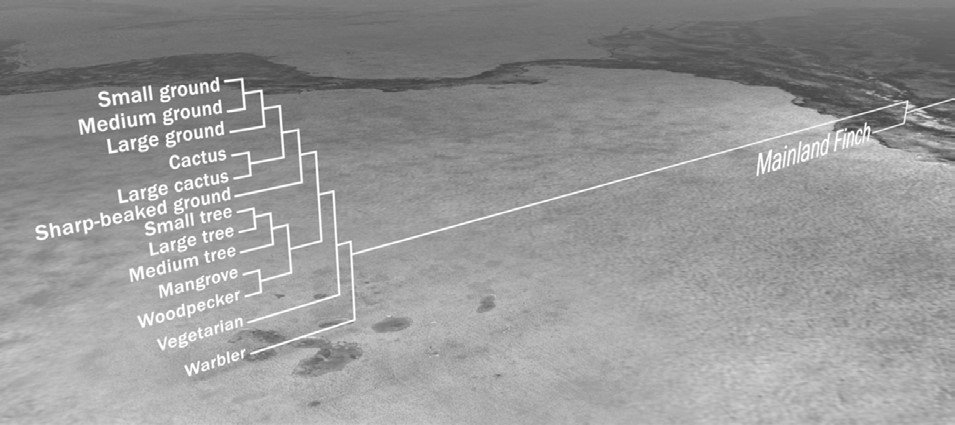 Small ground
Medium ground
Large ground
Cactus
Large cactus
Sharp-beaked ground
Small tree
Large tree
Medium tree
Mangrove
Woodpecker
Vegetarian
Warbler
Mainland Finch